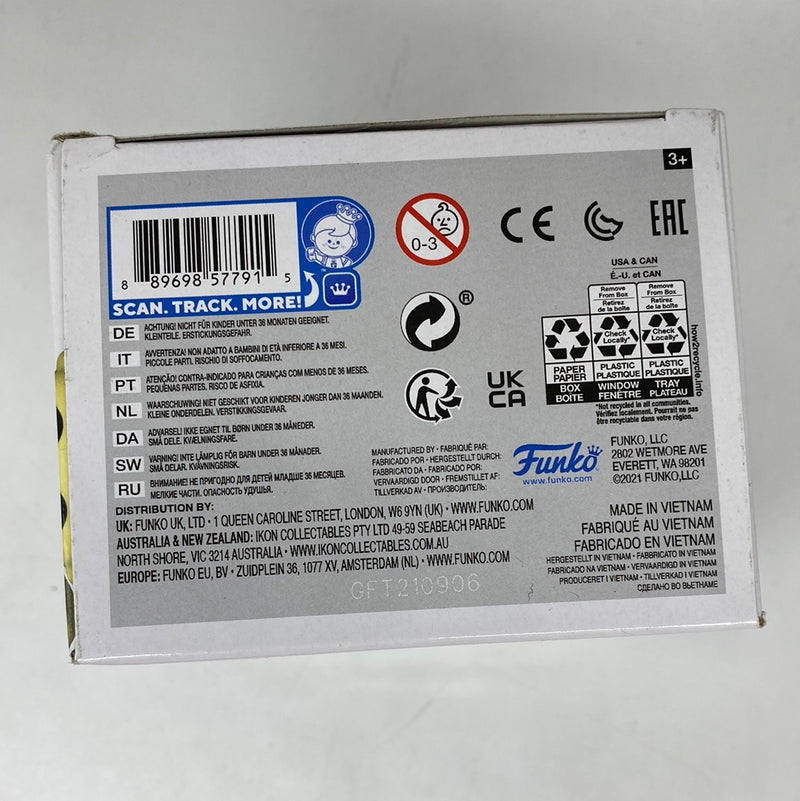 3+
8 89698 57791 5
SCAN. TRACK. MORE!
™
0-3
CE
EAC
®
UK
CA
USA & CAN
É.-U. et CAN
Remove From Box
Retirez de la boîte
Remove From Box
Retirez de la boîte
Check Locally*
Check Locally*
PAPER
PAPIER
PLASTIC
PLASTIQUE
PLASTIC
PLASTIQUE
BOX
BOÎTE
WINDOW
FENÊTRE
TRAY
PLATEAU
how2recycle.info
*Not recycled in all communities.
Vérifiez localement. Pourrait ne pas
être recyclable dans votre région.
DE ACHTUNG! NICHT FÜR KINDER UNTER 36 MONATEN GEEIGNET.
KLEINTEILE. ERSTICKUNGSGEFAHR.
IT AVVERTENZA! NON ADATTO A BAMBINI DI ETÀ INFERIORE A 36 MESI.
PICCOLE PARTI. RISCHIO DI SOFFOCAMENTO.
PT ATENÇÃO! CONTRA-INDICADO PARA CRIANÇAS COM MENOS DE 36 MESES.
PEQUENAS PARTES. RISCO DE ASFIXIA.
NL WAARSCHUWING! NIET GESCHIKT VOOR KINDEREN JONGER DAN 36 MAANDEN.
KLEINE ONDERDELEN. VERSTIKKINGSGEVAAR.
DA ADVARSEL! IKKE EGNET TIL BØRN UNDER 36 MÅNEDER.
SMÅ DELE. KVÆLNINGSFARE.
SW VARNING! INTE LÄMPLIG FÖR BARN UNDER 36 MÅNADER.
SMÅ DELAR. KVÄVNINGSRISK.
RU ВНИМАНИЕ! НЕ ПРИГОДНО ДЛЯ ДЕТЕЙ МЛАДШЕ 36 МЕСЯЦЕВ.
МЕЛКИЕ ЧАСТИ. ОПАСНОСТЬ УДУШЬЯ.
MANUFACTURED BY • FABRIQUÉ PAR:
FABRICADO POR • HERGESTELLT DURCH:
FABRICATO DA • FABRICADO POR:
VERVAARDIGD DOOR • FREMSTILLET AF:
TILLVERKAD AV • ПРОИЗВОДИТЕЛЬ:
Funko
www.funko.com
FUNKO, LLC
2802 WETMORE AVE
EVERETT, WA 98201
©2021 FUNKO,LLC
DISTRIBUTION BY:
UK: FUNKO UK, LTD • 1 QUEEN CAROLINE STREET, LONDON, W6 9YN (UK) • WWW.FUNKO.COM
AUSTRALIA & NEW ZEALAND: IKON COLLECTABLES PTY LTD 49-59 SEABEACH PARADE
NORTH SHORE, VIC 3214 AUSTRALIA • WWW.IKONCOLLECTABLES.COM.AU
EUROPE: FUNKO EU, BV • ZUIDPLEIN 36, 1077 XV, AMSTERDAM (NL) • WWW.FUNKO.COM
GFT210906
MADE IN VIETNAM
FABRIQUÉ AU VIETNAM
FABRICADO EN VIETNAM
HERGESTELLT IN VIETNAM • FABBRICATO IN VIETNAM
FABRICADO NA VIETNAM • VERVAARDIGD IN VIETNAM
PRODUCERET I VIETNAM • TILLVERKAD I VIETNAM
СДЕЛАНО ВО ВЬЕТНАМЕ